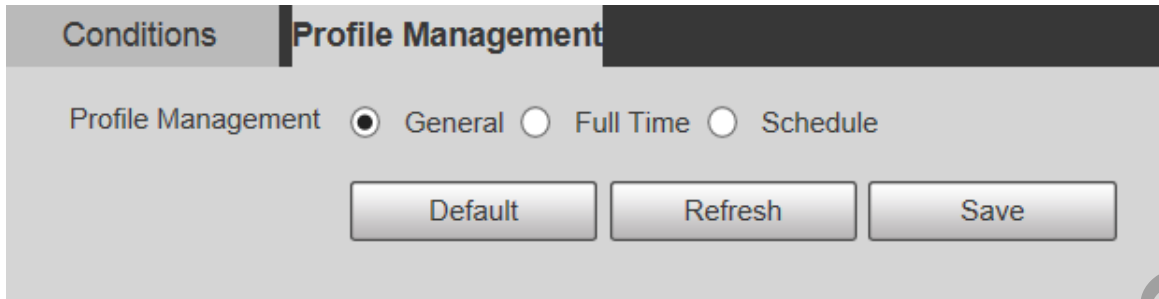 Conditions Profile Management
Profile Management General Full Time Schedule
Default Refresh Save